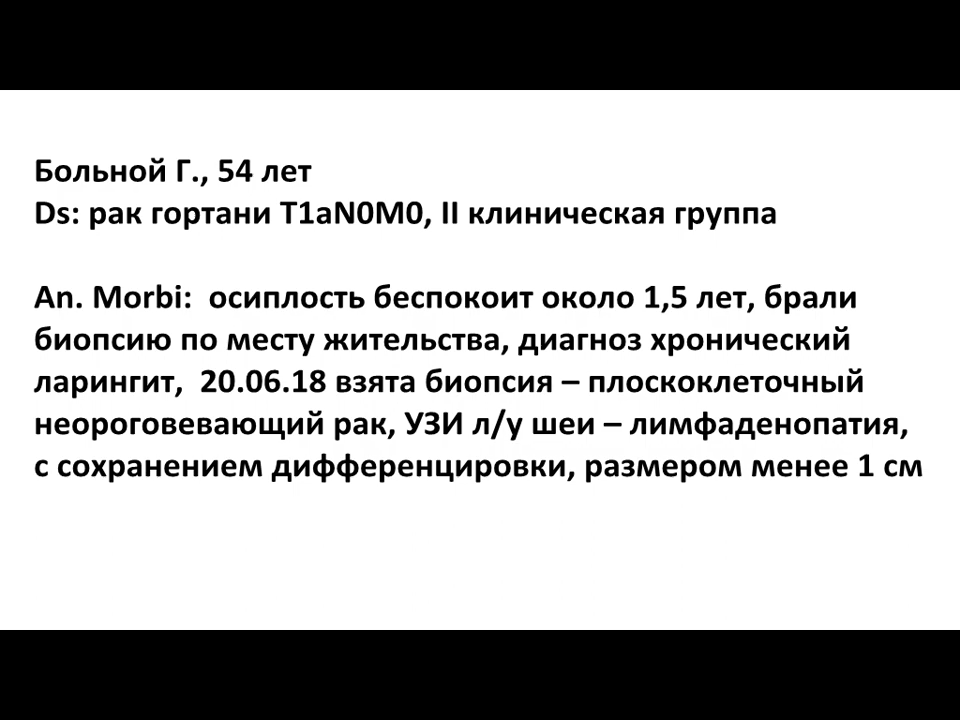 Больной Г., 54 лет
Ds: рак гортани T1aN0M0, II клиническая группа
An. Morbi:  осиплость беспокоит около 1,5 лет, брали
биопсию по месту жительства, диагноз хронический
ларингит,  20.06.18 взята биопсия – плоскоклеточный
неороговевающий рак, УЗИ л/у шеи – лимфаденопатия,
с сохранением дифференцировки, размером менее 1 см